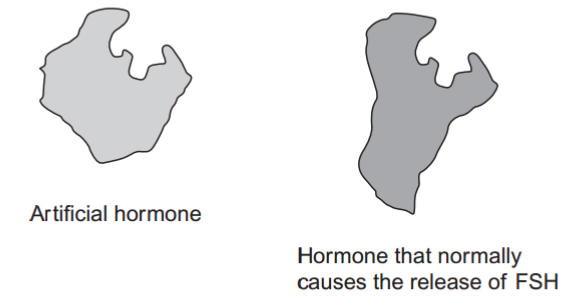 Artificial hormone
Hormone that normally
causes the release of FSH